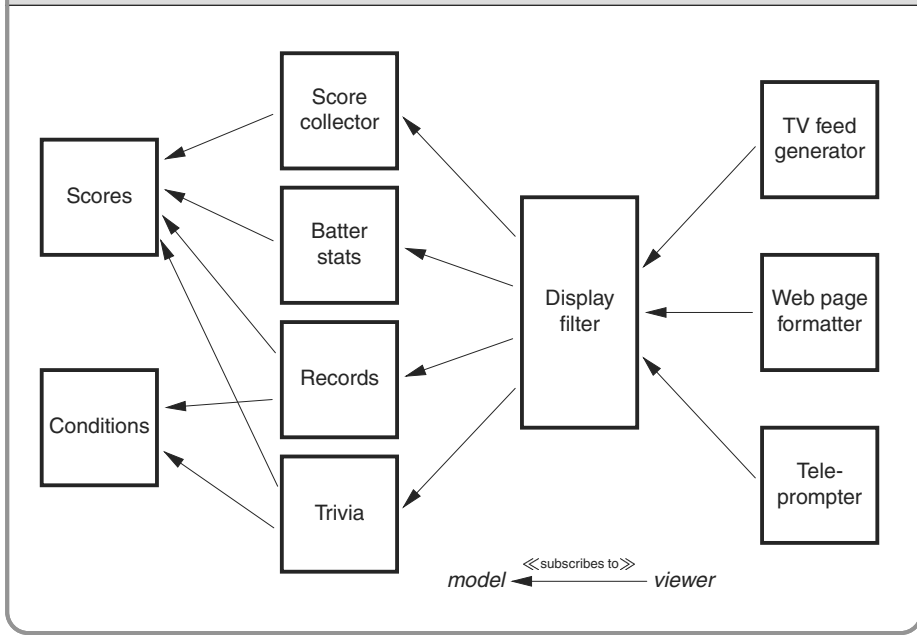 Score
collector
TV feed
generator
Scores
Batter
stats
Display
filter
Web page
formatter
Records
Conditions
Trivia
Tele-
prompter
≪subscribes to≫
model viewer